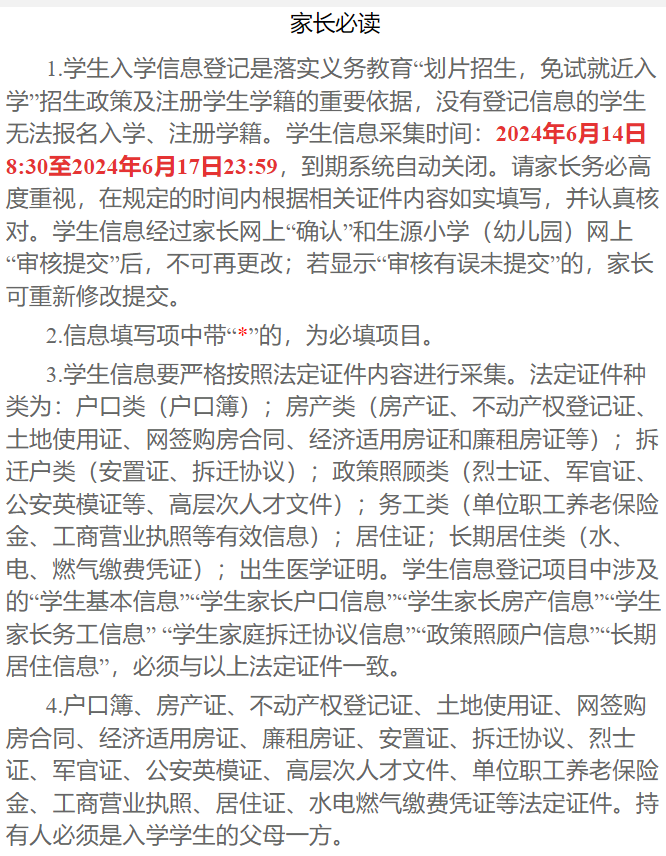 家长必读
1.学生入学信息登记是落实义务教育“划片招生，免试就近入
学”招生政策及注册学生学籍的重要依据，没有登记信息的学生
无法报名入学、注册学籍。学生信息采集时间：2024年6月14日
8:30至2024年6月17日23:59，到期系统自动关闭。请家长务必高
度重视，在规定的时间内根据相关证件内容如实填写，并认真核
对。学生信息经过家长网上“确认”和生源小学（幼儿园）网上
“审核提交”后，不可再更改；若显示“审核有误未提交”的，家长
可重新修改提交。
2.信息填写项中带“*”的，为必填项目。
3.学生信息要严格按照法定证件内容进行采集。法定证件种
类为：户口类（户口簿）；房产类（房产证、不动产权登记证、
土地使用证、网签购房合同、经济适用房证和廉租房证等）；拆
迁户类（安置证、拆迁协议）；政策照顾类（烈士证、军官证、
公安英模证等、高层次人才文件）；务工类（单位职工养老保险
金、工商营业执照等有效信息）；居住证；长期居住类（水、
电、燃气缴费凭证）；出生医学证明。学生信息登记项目中涉及
的“学生基本信息”“学生家长户口信息”“学生家长房产信息”“学生
家长务工信息” “学生家庭拆迁协议信息”“政策照顾户信息”“长期
居住信息”，必须与以上法定证件一致。
4.户口簿、房产证、不动产权登记证、土地使用证、网签购
房合同、经济适用房证、廉租房证、安置证、拆迁协议、烈士
证、军官证、公安英模证、高层次人才文件、单位职工养老保险
金、工商营业执照、居住证、水电燃气缴费凭证等法定证件。持
有人必须是入学学生的父母一方。